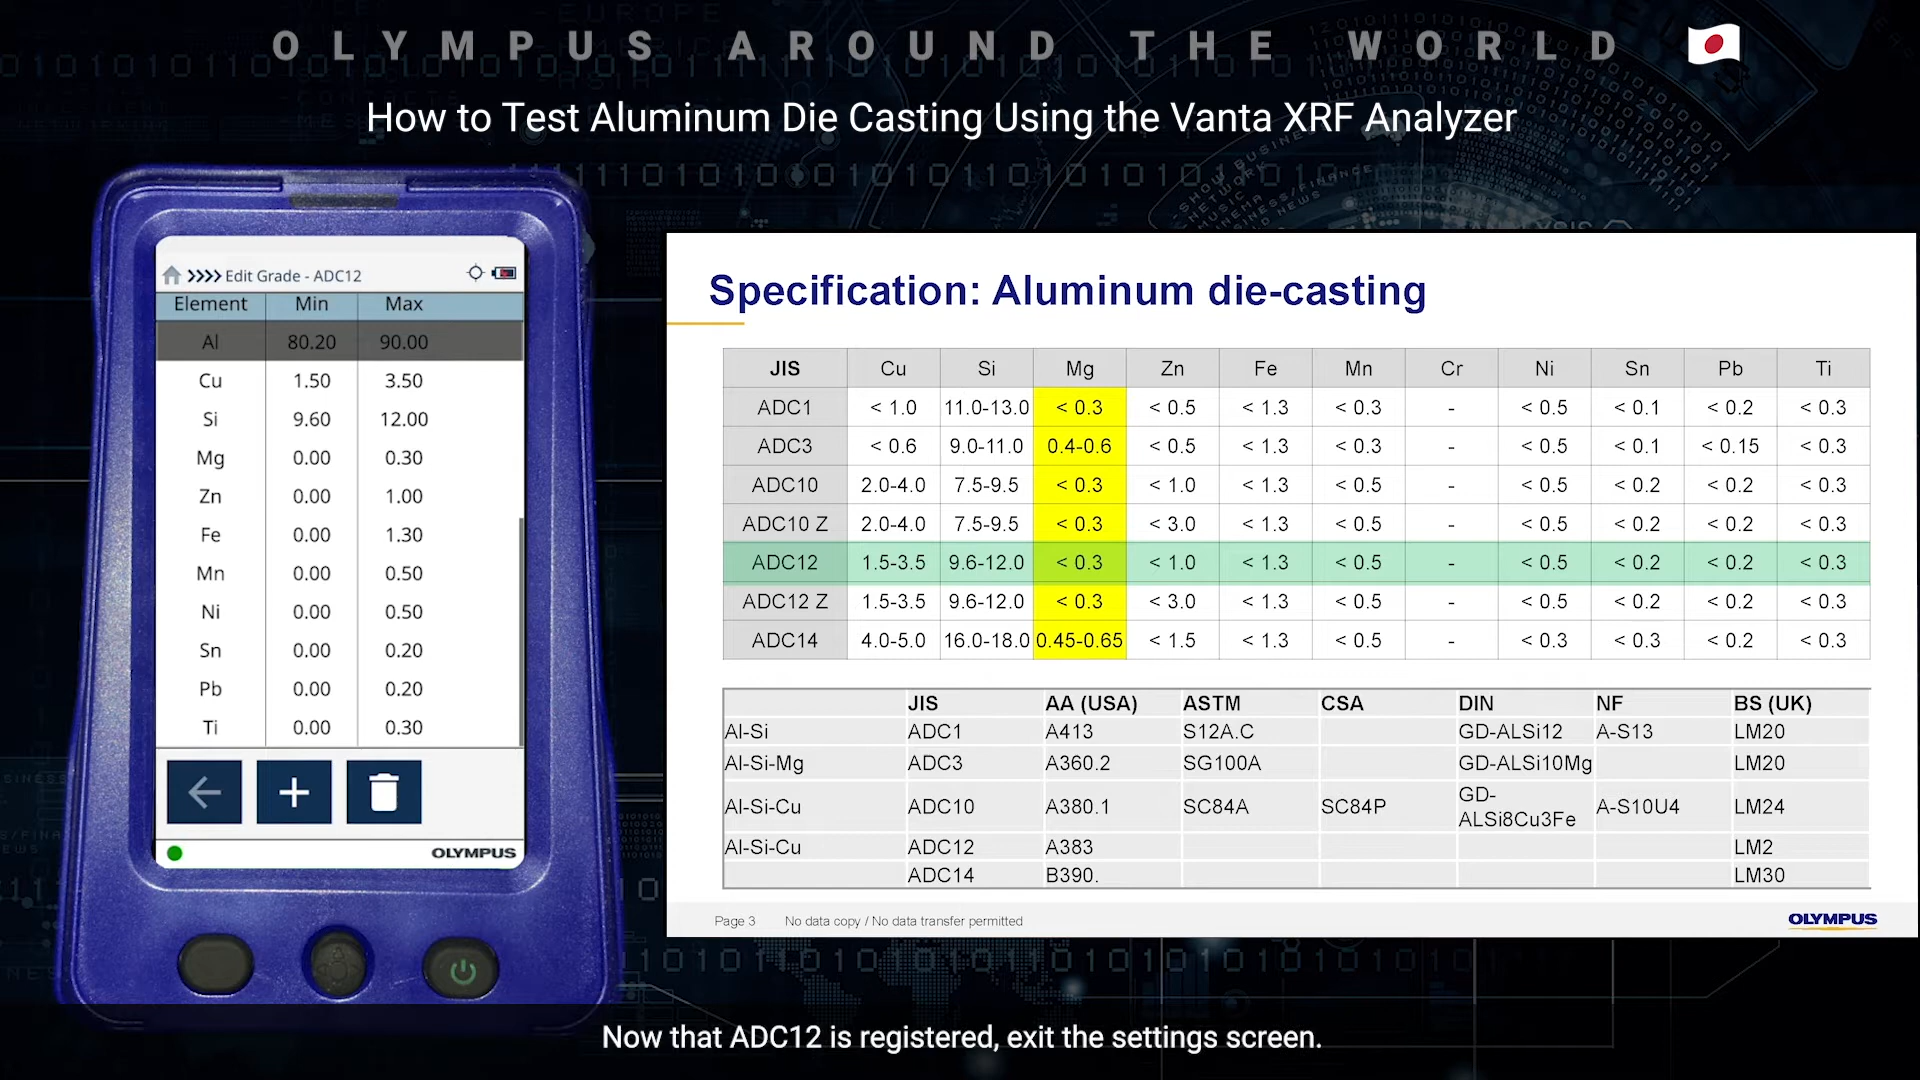 OLYMPUS AROUND THE WORLD
How to Test Aluminum Die Casting Using the Vanta XRF Analyzer
Edit Grade - ADC12
Element Min Max
Al 80.20 90.00
Cu 1.50 3.50
Si 9.60 12.00
Mg 0.00 0.30
Zn 0.00 1.00
Fe 0.00 1.30
Mn 0.00 0.50
Ni 0.00 0.50
Sn 0.00 0.20
Pb 0.00 0.20
Ti 0.00 0.30
OLYMPUS
Specification: Aluminum die-casting
JIS Cu Si Mg Zn Fe Mn Cr Ni Sn Pb Ti
ADC1 < 1.0 11.0-13.0 < 0.3 < 0.5 < 1.3 < 0.3 - < 0.5 < 0.1 < 0.2 < 0.3
ADC3 < 0.6 9.0-11.0 0.4-0.6 < 0.5 < 1.3 < 0.3 - < 0.5 < 0.1 < 0.15 < 0.3
ADC10 2.0-4.0 7.5-9.5 < 0.3 < 1.0 < 1.3 < 0.5 - < 0.5 < 0.2 < 0.2 < 0.3
ADC10 Z 2.0-4.0 7.5-9.5 < 0.3 < 3.0 < 1.3 < 0.5 - < 0.5 < 0.2 < 0.2 < 0.3
ADC12 1.5-3.5 9.6-12.0 < 0.3 < 1.0 < 1.3 < 0.5 - < 0.5 < 0.2 < 0.2 < 0.3
ADC12 Z 1.5-3.5 9.6-12.0 < 0.3 < 3.0 < 1.3 < 0.5 - < 0.5 < 0.2 < 0.2 < 0.3
ADC14 4.0-5.0 16.0-18.0 0.45-0.65 < 1.5 < 1.3 < 0.5 - < 0.3 < 0.3 < 0.2 < 0.3
JIS AA (USA) ASTM CSA DIN NF BS (UK)
Al-Si ADC1 A413 S12A.C GD-ALSi12 A-S13 LM20
Al-Si-Mg ADC3 A360.2 SG100A GD-ALSi10Mg LM20
Al-Si-Cu ADC10 A380.1 SC84A SC84P GD-ALSi8Cu3Fe A-S10U4 LM24
Al-Si-Cu ADC12 A383 LM2
ADC14 B390. LM30
Page 3 No data copy / No data transfer permitted
OLYMPUS
Now that ADC12 is registered, exit the settings screen.